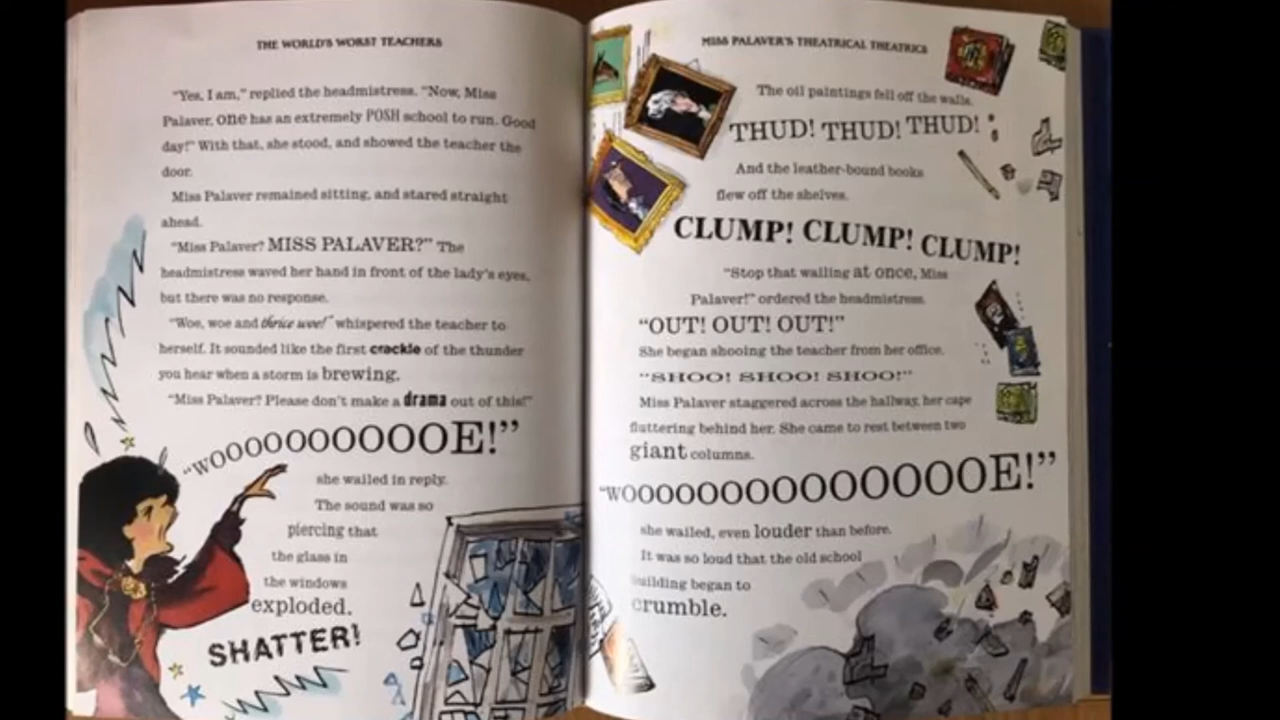 THE WORLD'S WORST TEACHERS
"Yes, I am," replied the headmistress. "Now, Miss
Palaver, one has an extremely POSH school to run. Good
day!" With that, she stood, and showed the teacher the
door.
Miss Palaver remained sitting, and stared straight
ahead.
"Miss Palaver? MISS PALAVER?" The
headmistress waved her hand in front of the lady's eyes,
but there was no response.
"Woe, woe and thrice woe!" whispered the teacher to
herself. It sounded like the first crackle of the thunder
you hear when a storm is brewing.
"Miss Palaver? Please don't make a drama out of this!"
"WOOOOOOOOOOE!"
she wailed in reply.
The sound was so
piercing that
the glass in
the windows
exploded.
SHATTER!
MISS PALAVER'S THEATRICAL THEATRICS
The oil paintings fell off the walls.
THUD! THUD! THUD!
And the leather-bound books
flew off the shelves.
CLUMP! CLUMP! CLUMP!
"Stop that wailing at once, Miss
Palaver!" ordered the headmistress.
"OUT! OUT! OUT!"
She began shooing the teacher from her office.
"SHOO! SHOO! SHOO!"
Miss Palaver staggered across the hallway, her cape
fluttering behind her. She came to rest between two
giant columns.
"WOOOOOOOOOOOOOOOE!"
she wailed, even louder than before.
It was so loud that the old school
building began to
crumble.